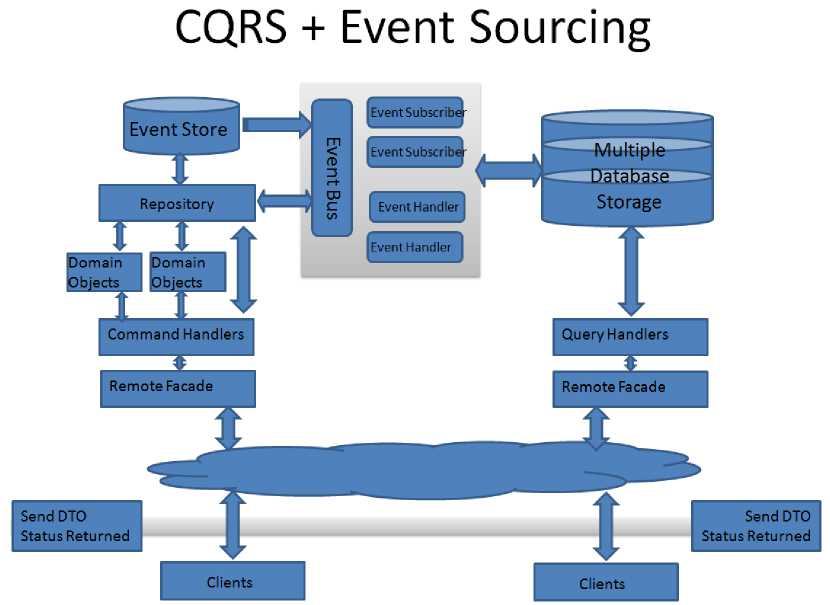 CQRS + Event Sourcing
Event Store
Event Bus
Event Subscriber
Event Subscriber
Event Handler
Event Handler
Multiple
Database
Storage
Repository
Domain
Objects
Domain
Objects
Command Handlers
Query Handlers
Remote Facade
Remote Facade
Send DTO
Status Returned
Send DTO
Status Returned
Clients
Clients